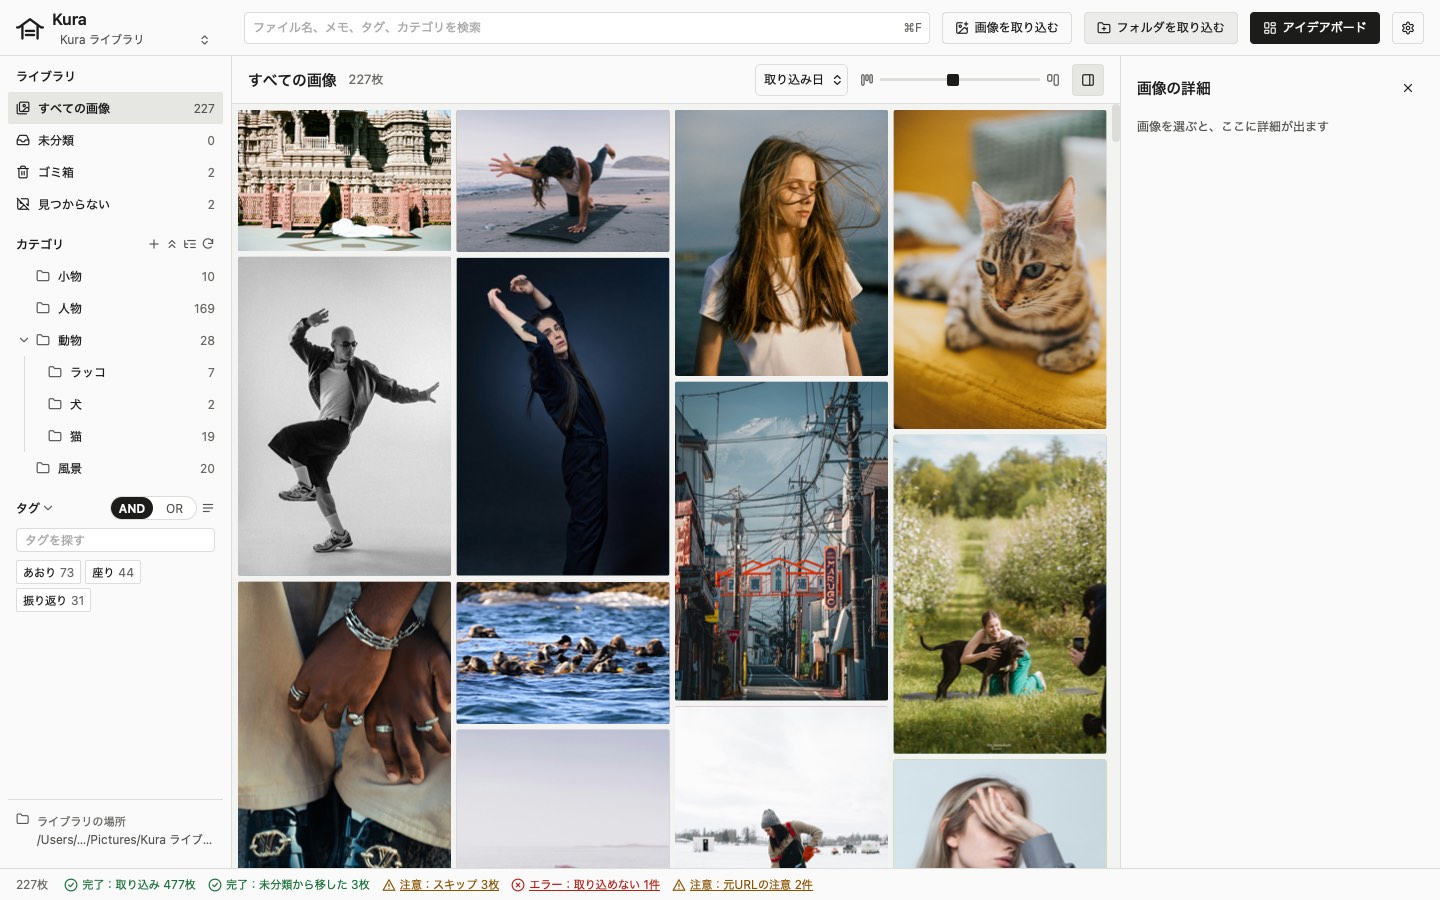 Kura
Kura ライブラリ
ファイル名、メモ、タグ、カテゴリを検索
⌘F
画像を取り込む
フォルダを取り込む
アイデアボード
ライブラリ
すべての画像 227
未分類 0
ゴミ箱 2
見つからない 2
カテゴリ
小物 10
人物 169
動物 28
ラッコ 7
犬 2
猫 19
風景 20
タグ
AND OR
タグを探す
あおり 73
座り 44
振り返り 31
ライブラリの場所
/Users/.../Pictures/Kura ライブ...
すべての画像 227枚
取り込み日
MARUGO
画像の詳細
画像を選ぶと、ここに詳細が出ます
227枚
完了：取り込み 477枚
完了：未分類から移した 3枚
注意：スキップ 3枚
エラー：取り込めない 1件
注意：元URLの注意 2件